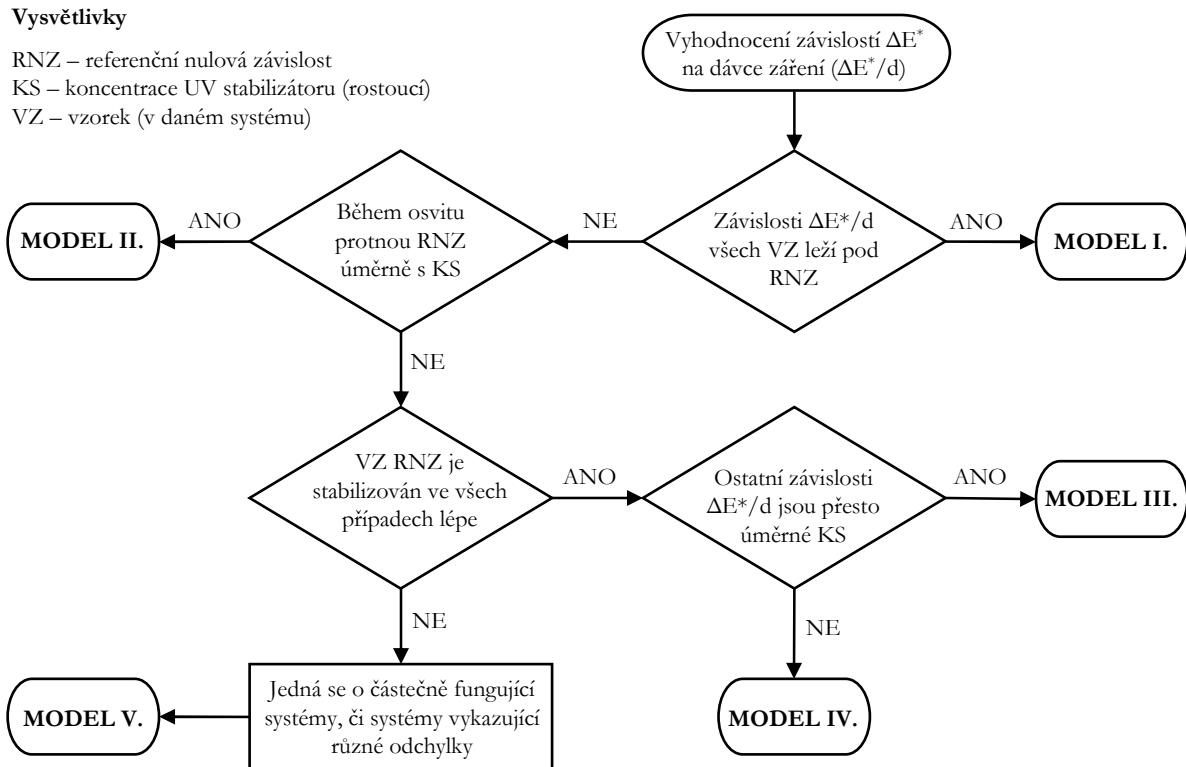 Vysvětlivky
RNZ – referenční nulová závislost
KS – koncentrace UV stabilizátoru (rostoucí)
VZ – vzorek (v daném systému)
Vyhodnocení závislostí ΔE*
na dávce záření (ΔE*/d)
Závislosti ΔE*/d
všech VZ leží pod
RNZ
ANO
MODEL I.
NE
Během osvitu
protnou RNZ
úměrně s KS
ANO
MODEL II.
NE
VZ RNZ je
stabilizován ve všech
případech lépe
ANO
Ostatní závislosti
ΔE*/d jsou přesto
úměrné KS
ANO
MODEL III.
NE
MODEL IV.
NE
Jedná se o částečně fungující
systémy, či systémy vykazující
různé odchylky
MODEL V.